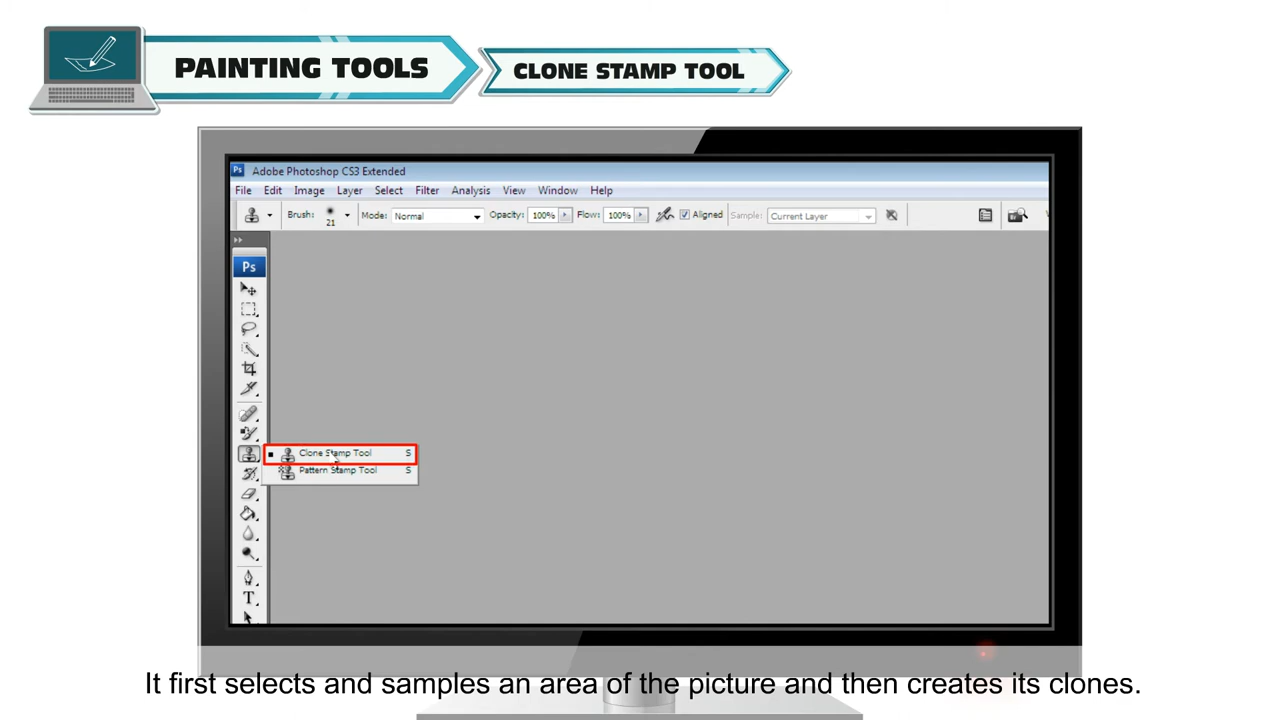 PAINTING TOOLS
CLONE STAMP TOOL
Ps Adobe Photoshop CS3 Extended
File Edit Image Layer Select Filter Analysis View Window Help
Brush: 21 Mode: Normal Opacity: 100% Flow: 100% Aligned Sample: Current Layer
Ps
Clone Stamp Tool S
Pattern Stamp Tool S
T
It first selects and samples an area of the picture and then creates its clones.